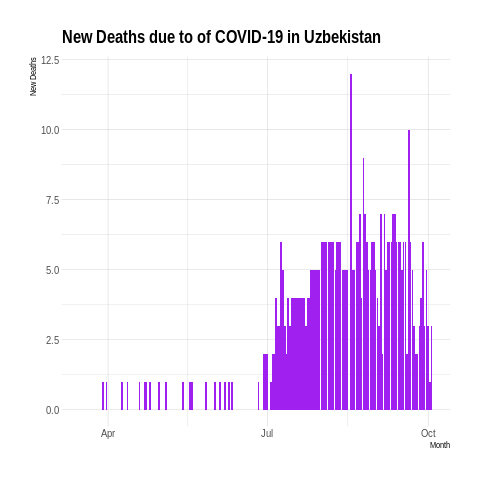 New Deaths due to of COVID-19 in Uzbekistan
New Deaths
12.5
10.0
7.5
5.0
2.5
0.0
Apr
Jul
Oct
Month